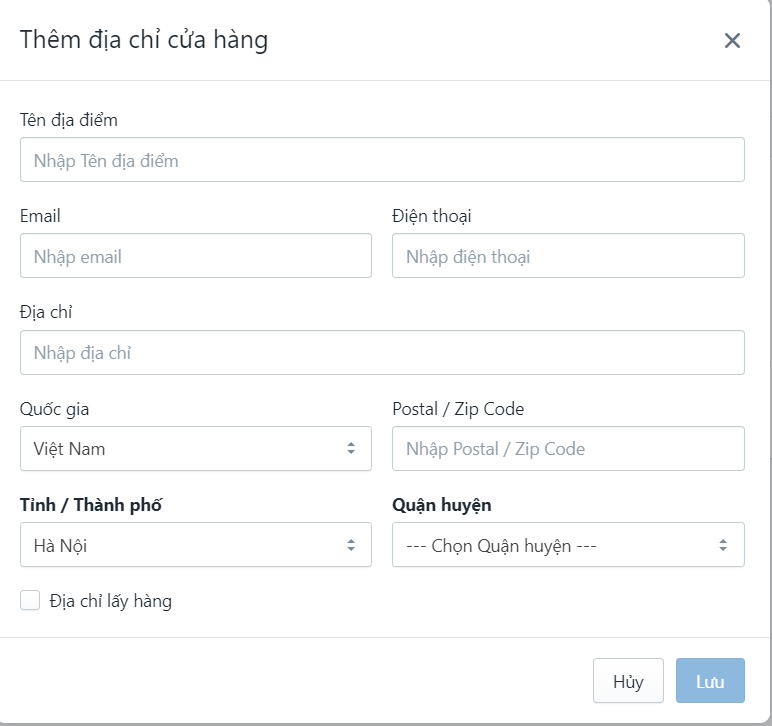 Thêm địa chỉ cửa hàng
Tên địa điểm
Nhập Tên địa điểm
Email
Điện thoại
Nhập email
Nhập điện thoại
Địa chỉ
Nhập địa chỉ
Quốc gia
Postal / Zip Code
Việt Nam
Nhập Postal / Zip Code
Tỉnh / Thành phố
Quận huyện
Hà Nội
--- Chọn Quận huyện ---
Địa chỉ lấy hàng
Hủy
Lưu